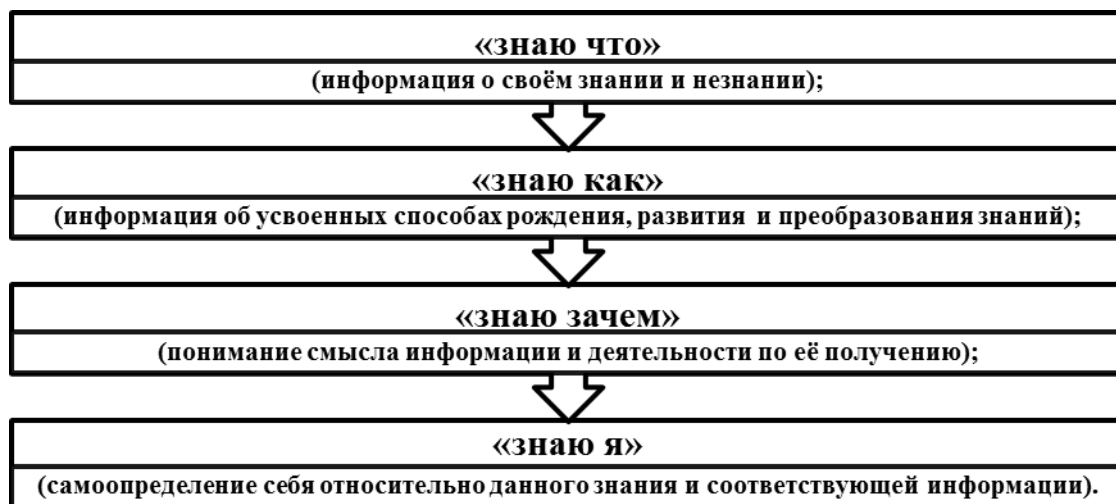 «знаю что»
(информация о своём знании и незнании);
«знаю как»
(информация об усвоенных способах рождения, развития и преобразования знаний);
«знаю зачем»
(понимание смысла информации и деятельности по её получению);
«знаю я»
(самоопределение себя относительно данного знания и соответствующей информации).